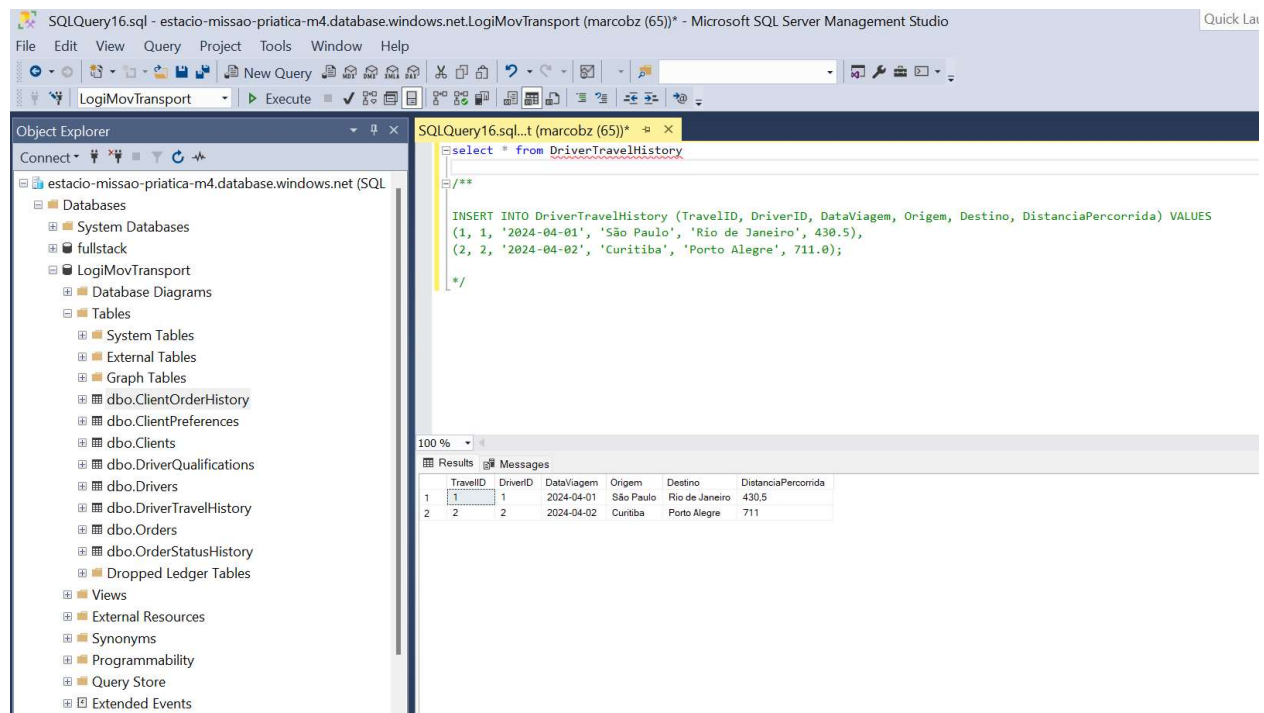 SQLQuery16.sql - estacio-missao-priatica-m4.database.windows.net.LogiMovTransport (marcobz (65))* - Microsoft SQL Server Management Studio
Quick Lau
File Edit View Query Project Tools Window Help
New Query
LogiMovTransport
Execute
Object Explorer
Connect
estacio-missao-priatica-m4.database.windows.net (SQL
Databases
System Databases
fullstack
LogiMovTransport
Database Diagrams
Tables
System Tables
External Tables
Graph Tables
dbo.ClientOrderHistory
dbo.ClientPreferences
dbo.Clients
dbo.DriverQualifications
dbo.Drivers
dbo.DriverTravelHistory
dbo.Orders
dbo.OrderStatusHistory
Dropped Ledger Tables
Views
External Resources
Synonyms
Programmability
Query Store
Extended Events
SQLQuery16.sql...t (marcobz (65))*
select * from DriverTravelHistory
/**
INSERT INTO DriverTravelHistory (TravelID, DriverID, DataViagem, Origem, Destino, DistanciaPercorrida) VALUES
(1, 1, '2024-04-01', 'São Paulo', 'Rio de Janeiro', 430.5),
(2, 2, '2024-04-02', 'Curitiba', 'Porto Alegre', 711.0);
*/
100 %
Results Messages
TravelID DriverID DataViagem Origem Destino DistanciaPercorrida
1 1 1 2024-04-01 São Paulo Rio de Janeiro 430,5
2 2 2 2024-04-02 Curitiba Porto Alegre 711